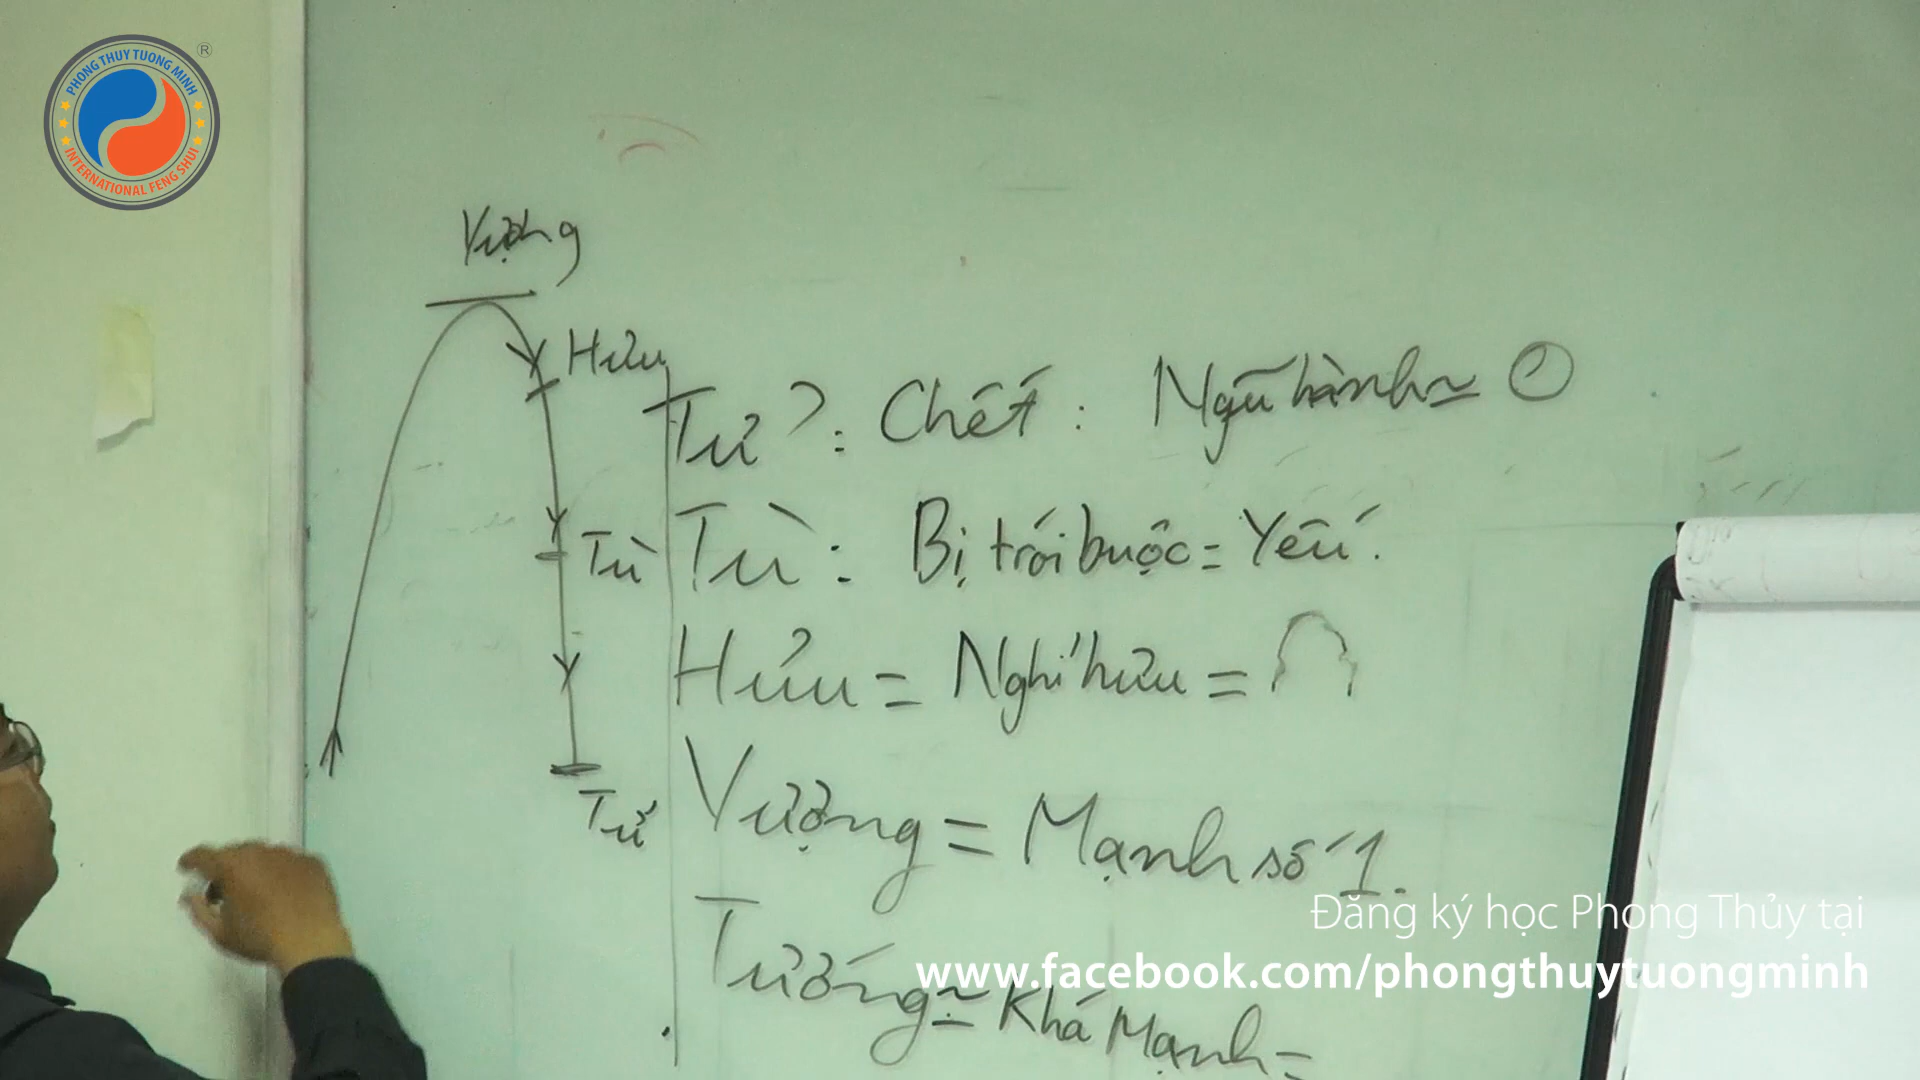 PHONG THUY TUONG MINH
INTERNATIONAL FENG SHUI
®
Vượng
Hưu
Tù
Tử
Tử : Chết : Ngũ hành ≃ 0
Tù : Bị trói buộc = Yếu.
Hưu = Nghỉ hưu =
Vượng = Mạnh số 1.
Tướng ≃ Khá Mạnh =
Đăng ký học Phong Thủy tại
www.facebook.com/phongthuytuongminh